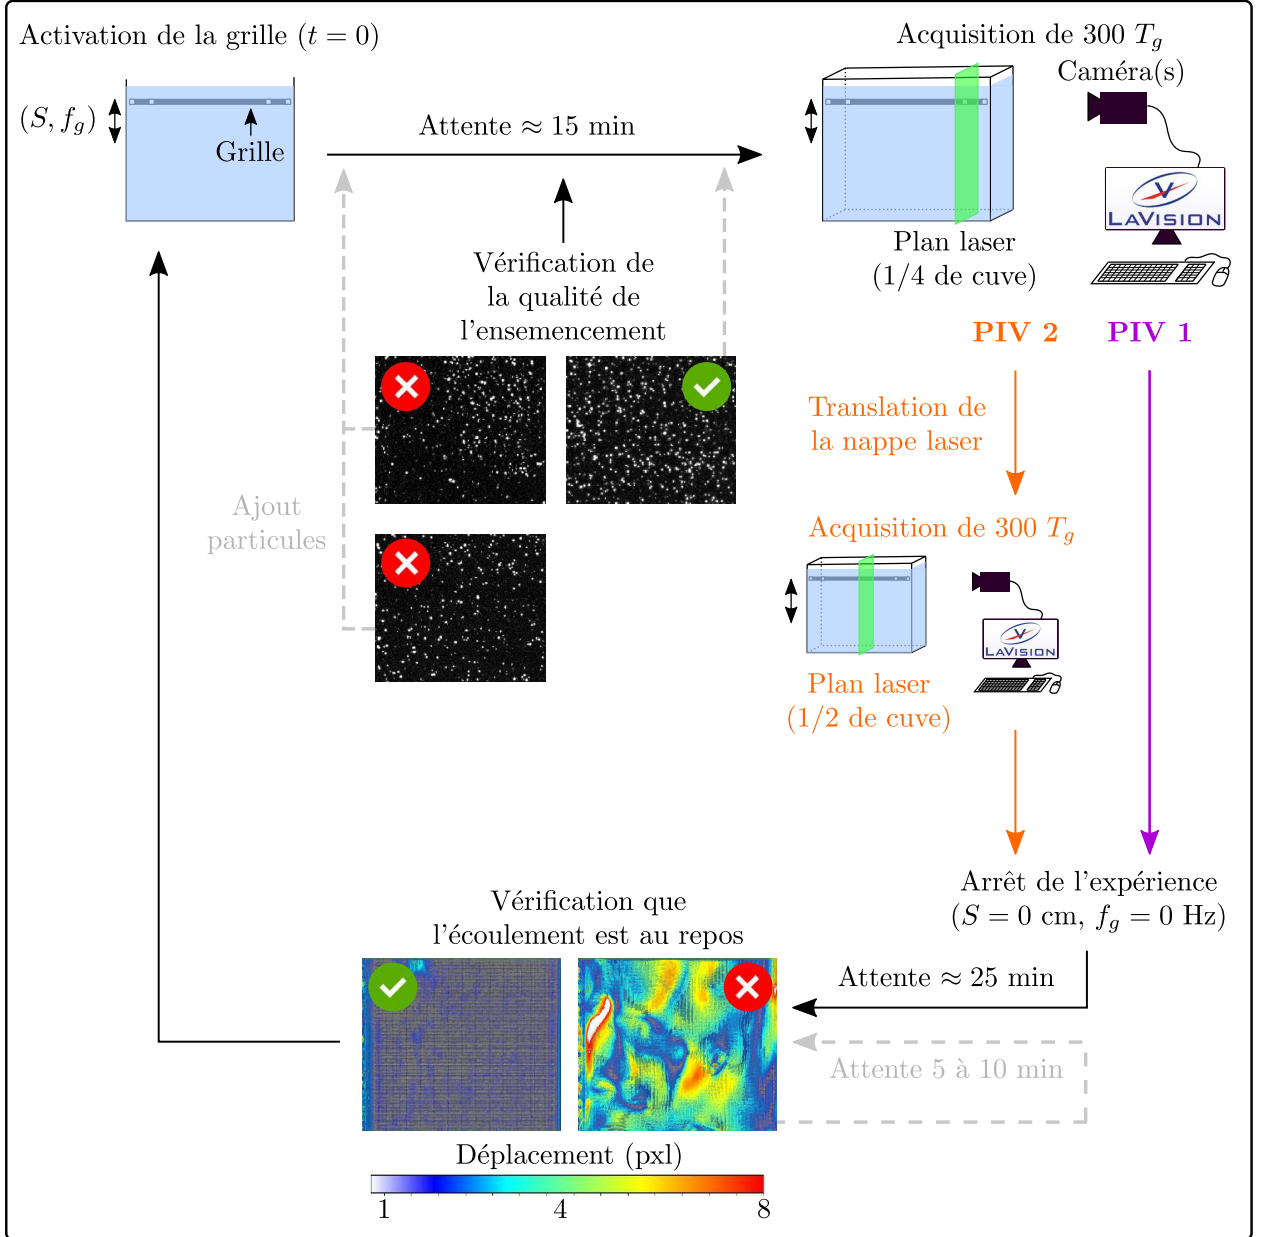 Activation de la grille (t = 0)
(S, f_g)
Grille
Attente ≈ 15 min
Acquisition de 300 T_g
Caméra(s)
LAVISION
Plan laser
(1/4 de cuve)
Vérification de
la qualité de
l'ensemencement
PIV 2
PIV 1
Translation de
la nappe laser
Ajout
particules
Acquisition de 300 T_g
LAVISION
Plan laser
(1/2 de cuve)
Arrêt de l'expérience
(S = 0 cm, f_g = 0 Hz)
Vérification que
l'écoulement est au repos
Attente ≈ 25 min
Attente 5 à 10 min
Déplacement (pxl)
1 4 8